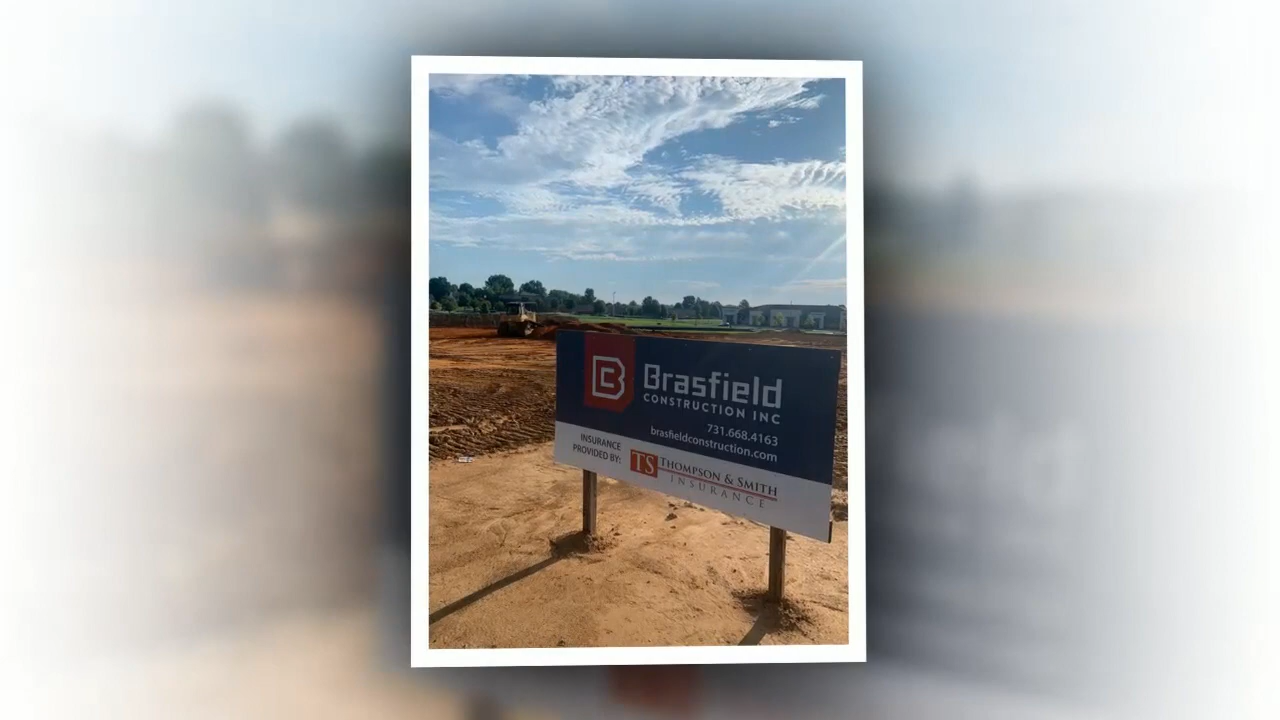 B
Brasfield
CONSTRUCTION INC
731.668.4163
brasfieldconstruction.com
INSURANCE
PROVIDED BY:
TS THOMPSON & SMITH
INSURANCE